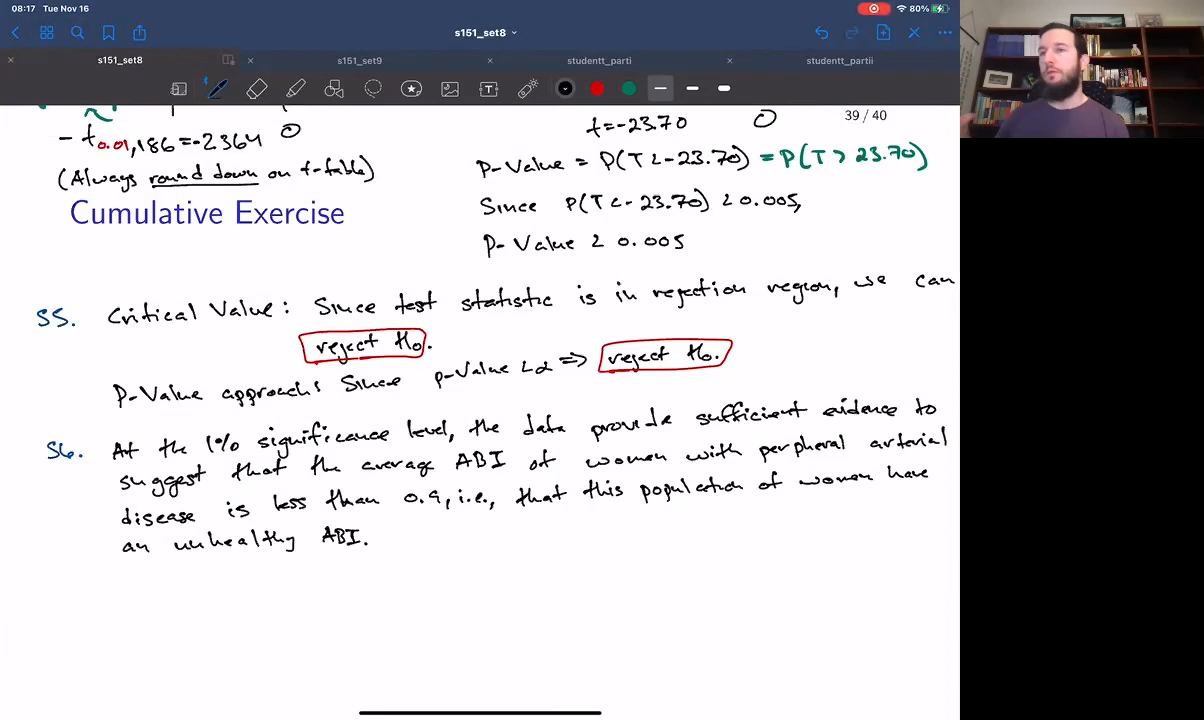 08:17 Tue Nov 16
80%
s151_set8
s151_set8
s151_set9
studentt_parti
studentt_partii
39 / 40
- t0.01,186=-2.364 0
(Always round down on t-table)
Cumulative Exercise
t=-23.70 0
P-Value = P(T<-23.70) = P(T > 23.70)
Since P(T<-23.70) < 0.005,
P-Value < 0.005
S5. Critical Value: Since test statistic is in rejection region, we can
reject H0.
P-Value approach: Since p-value < α ⇒ reject H0.
S6. At the 1% significance level, the data provide sufficient evidence to
suggest that the average ABI of women with peripheral arterial
disease is less than 0.9, i.e., that this population of women have
an unhealthy ABI.